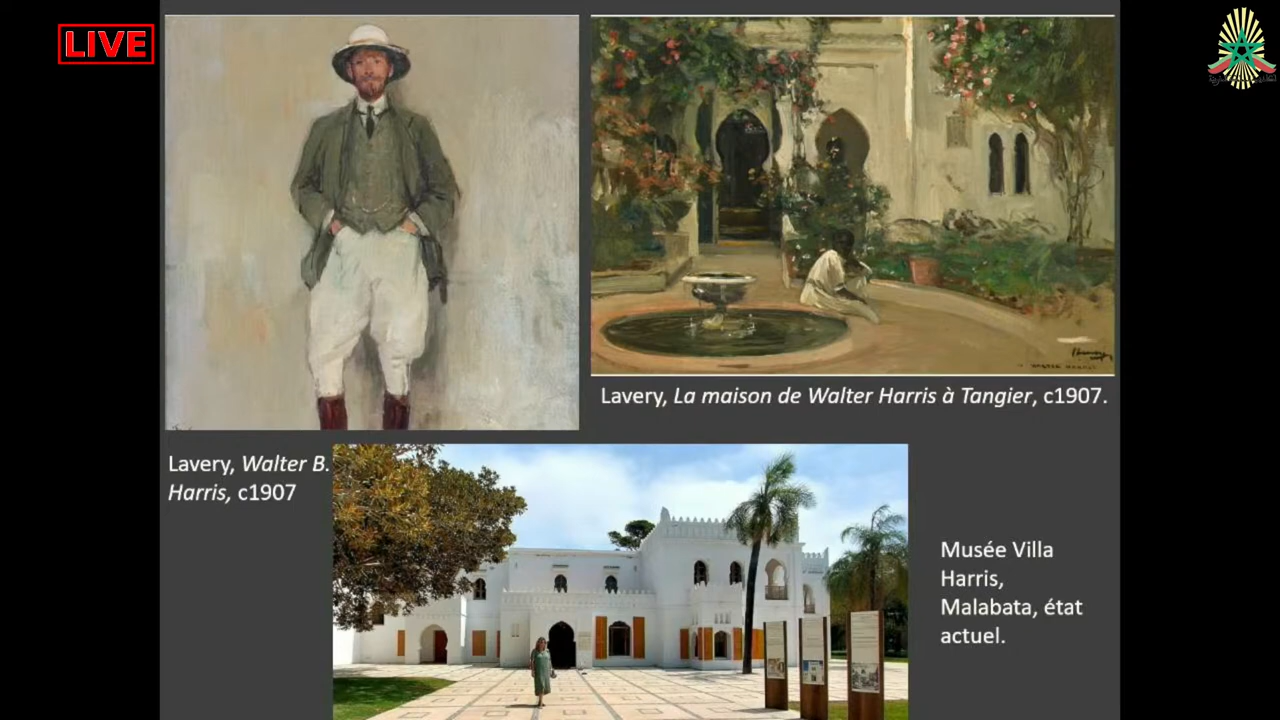 LIVE
Lavery, La maison de Walter Harris à Tangier, c1907.
Lavery, Walter B.
Harris, c1907
Musée Villa
Harris,
Malabata, état
actuel.